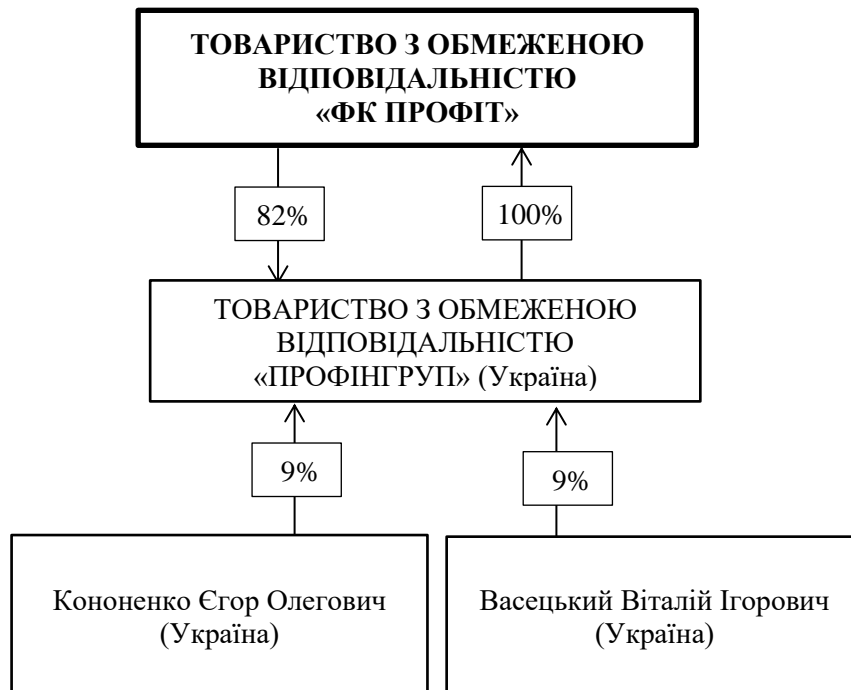 ТОВАРИСТВО З ОБМЕЖЕНОЮ
ВІДПОВІДАЛЬНІСТЮ
«ФК ПРОФІТ»
82%
100%
ТОВАРИСТВО З ОБМЕЖЕНОЮ
ВІДПОВІДАЛЬНІСТЮ
«ПРОФІНГРУП» (Україна)
9%
9%
Кононенко Єгор Олегович
(Україна)
Васецький Віталій Ігорович
(Україна)